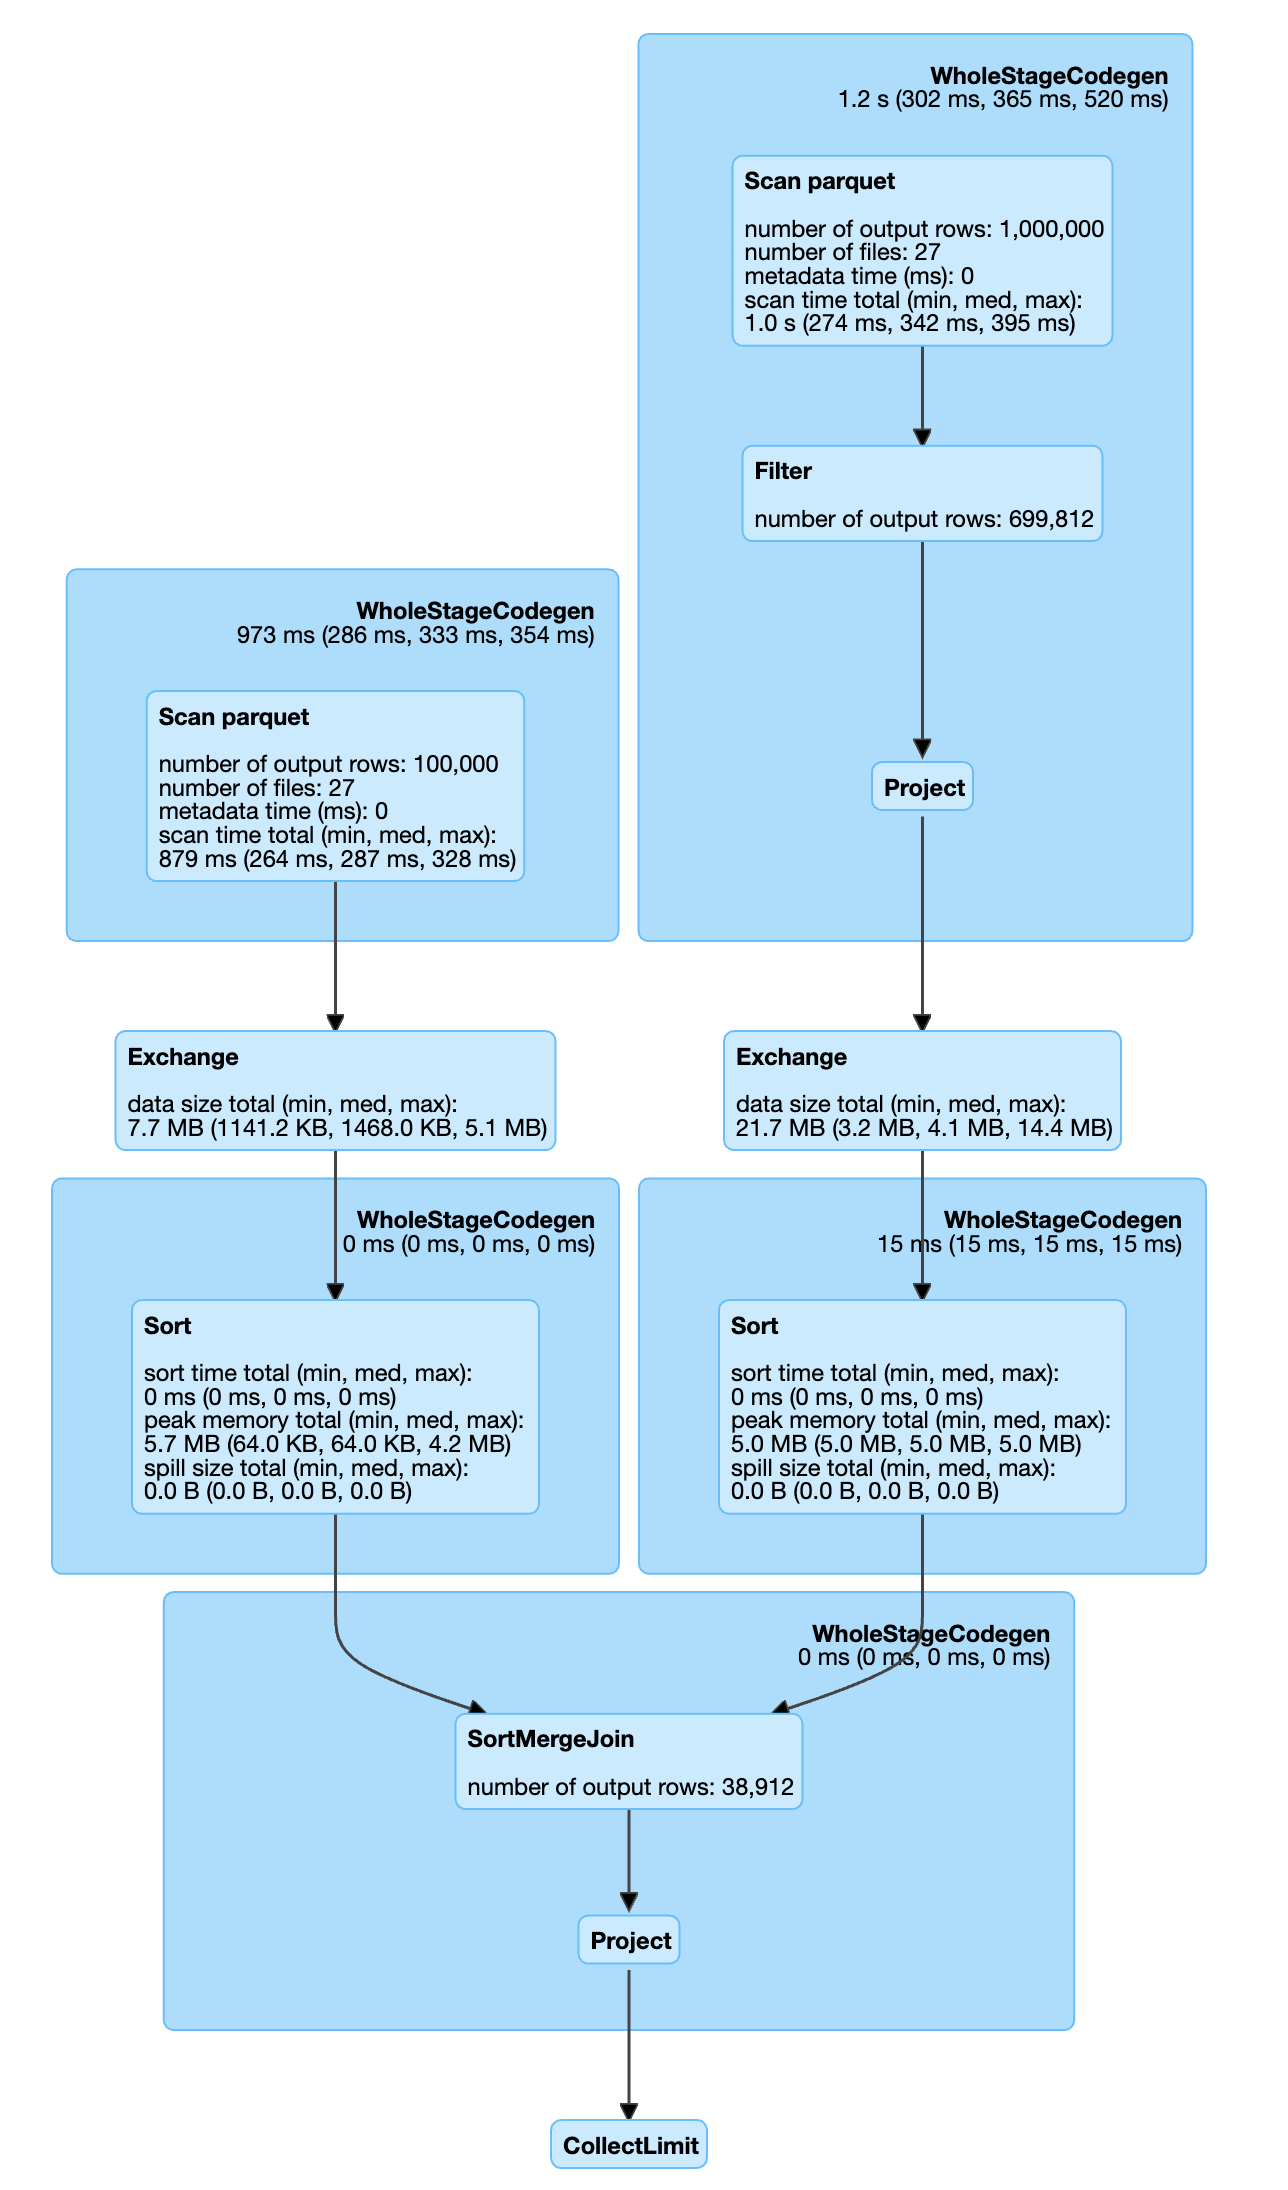 WholeStageCodegen
1.2 s (302 ms, 365 ms, 520 ms)
Scan parquet
number of output rows: 1,000,000
number of files: 27
metadata time (ms): 0
scan time total (min, med, max):
1.0 s (274 ms, 342 ms, 395 ms)
Filter
number of output rows: 699,812
Project
WholeStageCodegen
973 ms (286 ms, 333 ms, 354 ms)
Scan parquet
number of output rows: 100,000
number of files: 27
metadata time (ms): 0
scan time total (min, med, max):
879 ms (264 ms, 287 ms, 328 ms)
Exchange
data size total (min, med, max):
7.7 MB (1141.2 KB, 1468.0 KB, 5.1 MB)
Exchange
data size total (min, med, max):
21.7 MB (3.2 MB, 4.1 MB, 14.4 MB)
WholeStageCodegen
0 ms (0 ms, 0 ms, 0 ms)
Sort
sort time total (min, med, max):
0 ms (0 ms, 0 ms, 0 ms)
peak memory total (min, med, max):
5.7 MB (64.0 KB, 64.0 KB, 4.2 MB)
spill size total (min, med, max):
0.0 B (0.0 B, 0.0 B, 0.0 B)
WholeStageCodegen
15 ms (15 ms, 15 ms, 15 ms)
Sort
sort time total (min, med, max):
0 ms (0 ms, 0 ms, 0 ms)
peak memory total (min, med, max):
5.0 MB (5.0 MB, 5.0 MB, 5.0 MB)
spill size total (min, med, max):
0.0 B (0.0 B, 0.0 B, 0.0 B)
WholeStageCodegen
0 ms (0 ms, 0 ms, 0 ms)
SortMergeJoin
number of output rows: 38,912
Project
CollectLimit